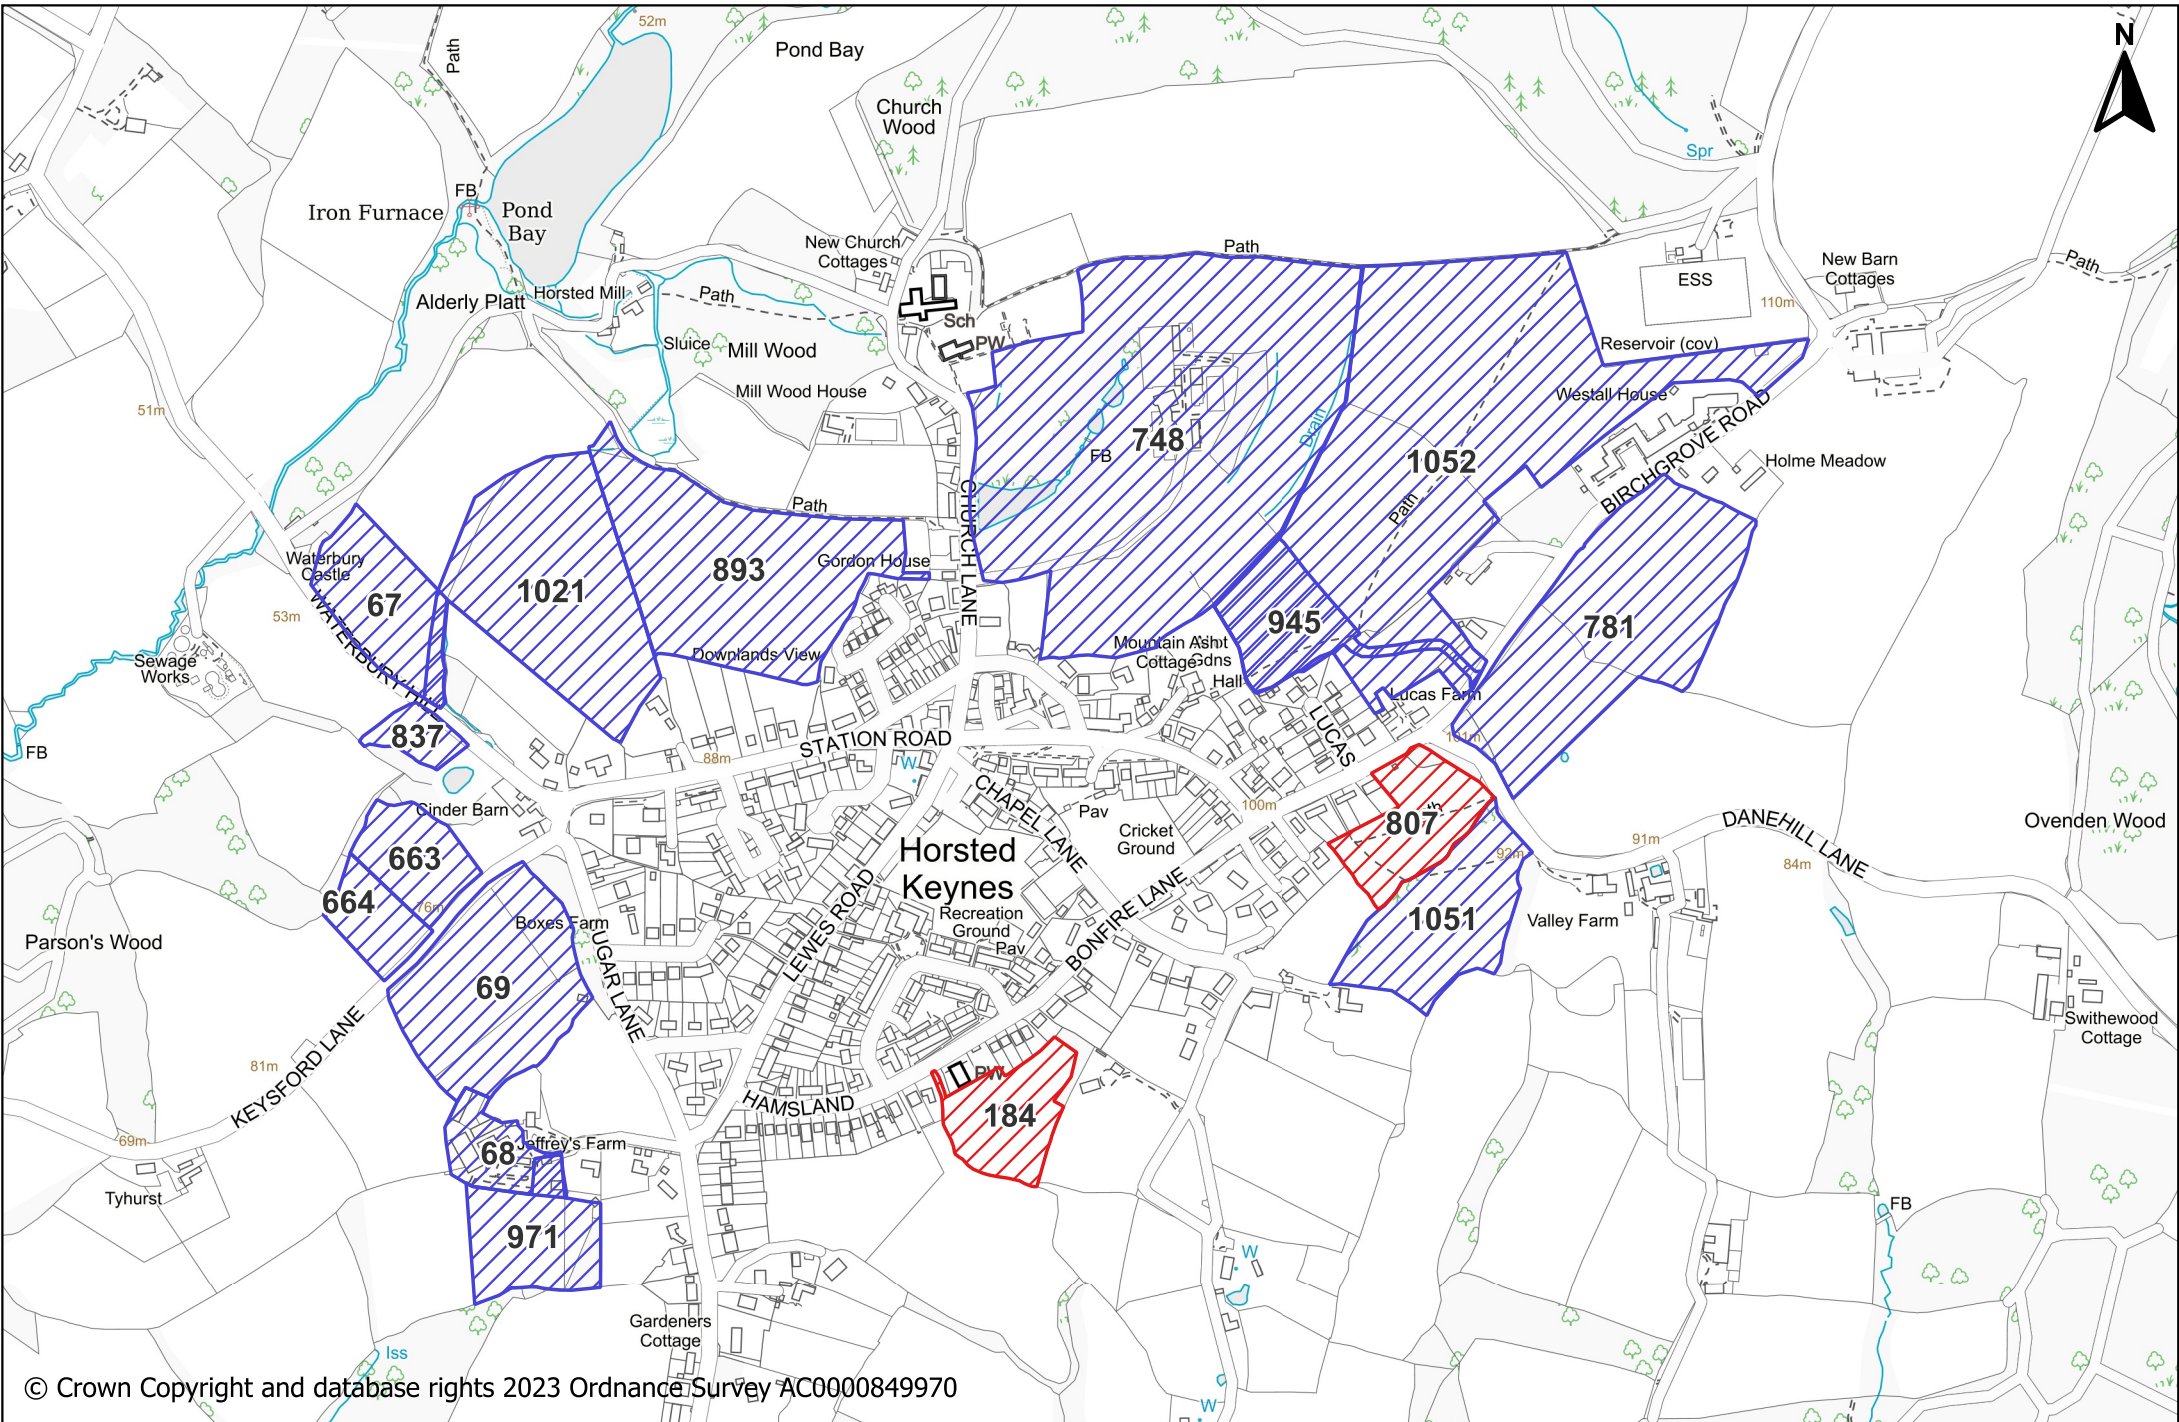 52m
N
Path
Pond Bay
Church
Wood
Spr
FB
Iron Furnace
Pond
Bay
New Church
Cottages
Path
ESS
New Barn
Cottages
Path
Alderly Platt
Horsted Mill
Path
110m
Sch
PW
Sluice
Mill Wood
Reservoir (cov)
Mill Wood House
Westall House
51m
748
Drain
FB
1052
BIRCHGROVE ROAD
Holme Meadow
CHURCH LANE
Path
Path
Waterbury
Castle
Gordon House
893
1021
67
53m
WATERBURY HILL
945
781
Sewage
Works
Downlands View
Mountain Ash
Cottage
Gdns
Hall
Lucas Farm
LUCAS
837
FB
STATION ROAD
88m
W
101m
CHAPEL LANE
Pav
100m
807
Cinder Barn
Cricket
Ground
DANEHILL LANE
Ovenden Wood
91m
92m
84m
Horsted
Keynes
663
664
76m
LEWES ROAD
BONFIRE LANE
Recreation
Ground
Pav
1051
Valley Farm
Boxes Farm
UGAR LANE
Parson's Wood
69
KEYSFORD LANE
Swithewood
Cottage
81m
PW
HAMSLAND
184
69m
68
Jeffrey's Farm
Tyhurst
FB
971
W
Gardeners
Cottage
Iss
W
© Crown Copyright and database rights 2023 Ordnance Survey AC0000849970